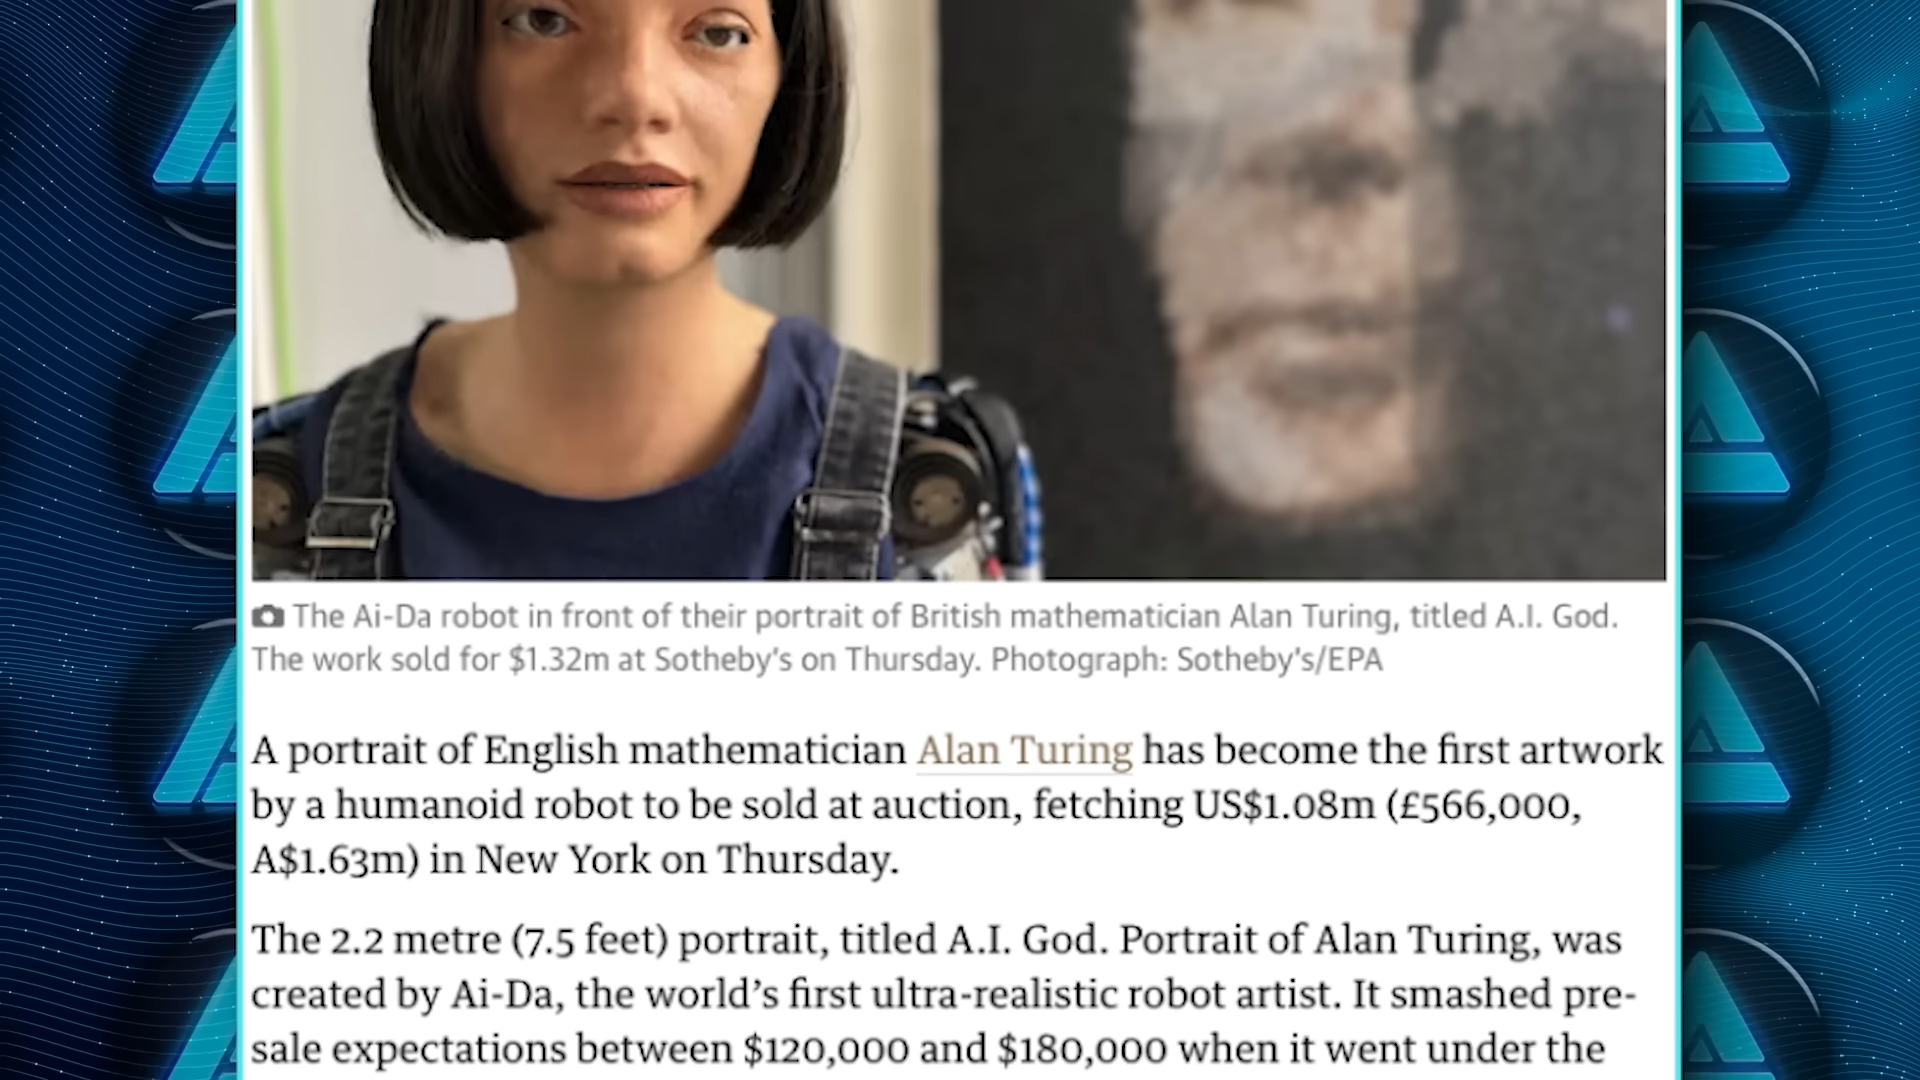 The Ai-Da robot in front of their portrait of British mathematician Alan Turing, titled A.I. God.
The work sold for $1.32m at Sotheby's on Thursday. Photograph: Sotheby's/EPA
A portrait of English mathematician Alan Turing has become the first artwork
by a humanoid robot to be sold at auction, fetching US$1.08m (£566,000,
A$1.63m) in New York on Thursday.
The 2.2 metre (7.5 feet) portrait, titled A.I. God. Portrait of Alan Turing, was
created by Ai-Da, the world’s first ultra-realistic robot artist. It smashed pre-
sale expectations between $120,000 and $180,000 when it went under the